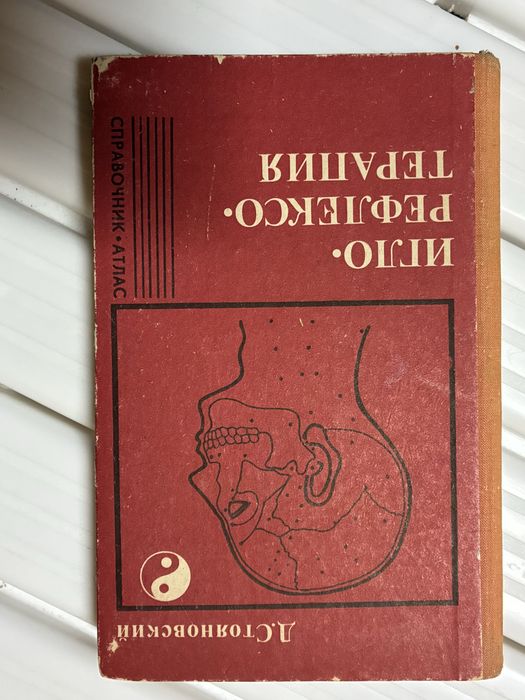 Д.Стояновский
ИГЛО·
РЕФЛЕКСО·
ТЕРАПИЯ
СПРАВОЧНИК·АТЛАС